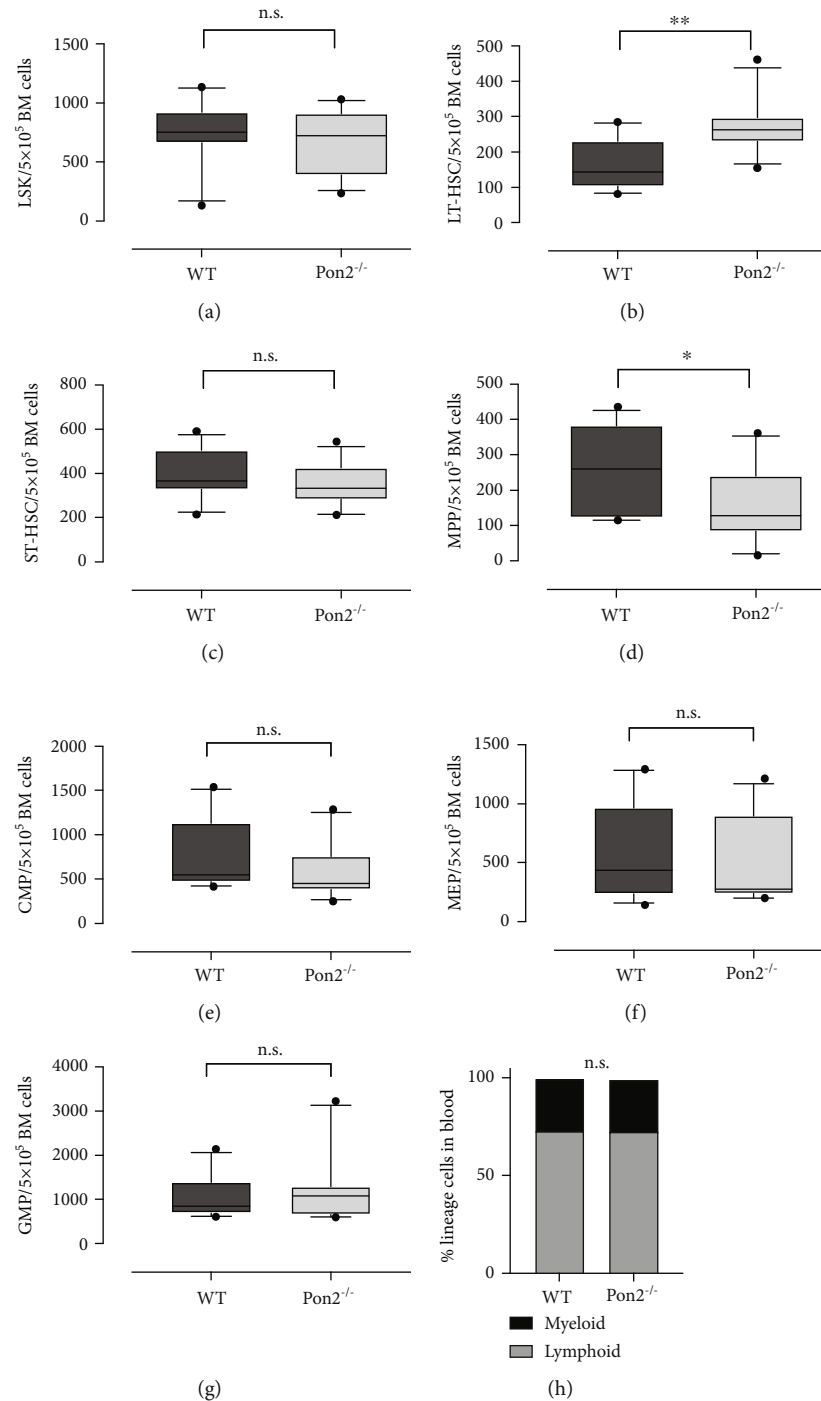 n.s.
LSK/5×10⁵ BM cells
1500
1000
500
0
WT
Pon2⁻/⁻
(a)
**
LT-HSC/5×10⁵ BM cells
500
400
300
200
100
0
WT
Pon2⁻/⁻
(b)
n.s.
ST-HSC/5×10⁵ BM cells
800
600
400
200
0
WT
Pon2⁻/⁻
(c)
*
MPP/5×10⁵ BM cells
500
400
300
200
100
0
WT
Pon2⁻/⁻
(d)
n.s.
CMP/5×10⁵ BM cells
2000
1500
1000
500
0
WT
Pon2⁻/⁻
(e)
n.s.
MEP/5×10⁵ BM cells
1500
1000
500
0
WT
Pon2⁻/⁻
(f)
n.s.
GMP/5×10⁵ BM cells
4000
3000
2000
1000
0
WT
Pon2⁻/⁻
(g)
n.s.
% lineage cells in blood
100
50
0
WT
Pon2⁻/⁻
Myeloid
Lymphoid
(h)